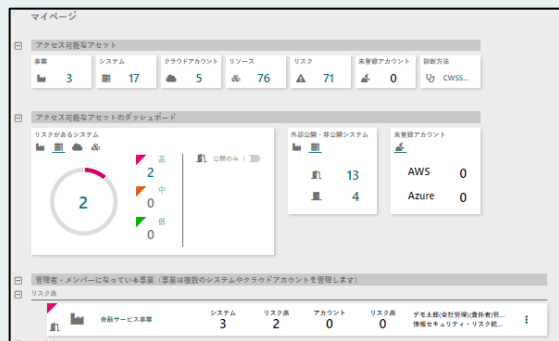 マイページ
アクセス可能なアセット
事業 システム クラウドアカウント リソース リスク 未登録アカウント 診断方法
3 17 5 76 71 0 CWSS...
アクセス可能なアセットのダッシュボード
リスクがあるシステム 外部公開・非公開システム 未登録アカウント
高 公開のみ
2
2
中
0
低
0
13
4
AWS 0
Azure 0
管理者・メンバーになっている事業（事業は複数のシステムやクラウドアカウントを管理します）
リスク高
金融サービス事業
システム リスク高 アカウント リスク高
3 2 0 0
デモ太郎(会社管理)(責任者)管...
情報セキュリティ・リスク統...